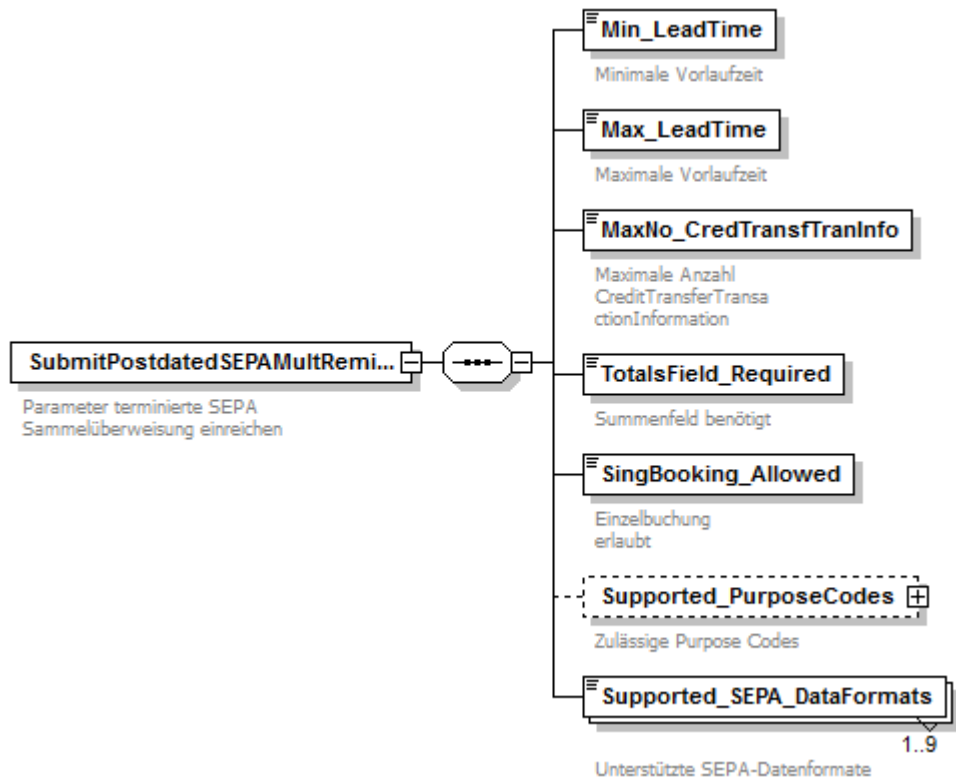 Min_LeadTime
Minimale Vorlaufzeit
Max_LeadTime
Maximale Vorlaufzeit
MaxNo_CredTransfTranInfo
Maximale Anzahl
CreditTransferTransa
ctionInformation
SubmitPostdatedSEPAMultRemi...
Parameter terminierte SEPA
Sammelüberweisung einreichen
TotalsField_Required
Summenfeld benötigt
SingBooking_Allowed
Einzelbuchung
erlaubt
Supported_PurposeCodes
Zulässige Purpose Codes
Supported_SEPA_DataFormats
1..9
Unterstützte SEPA-Datenformate